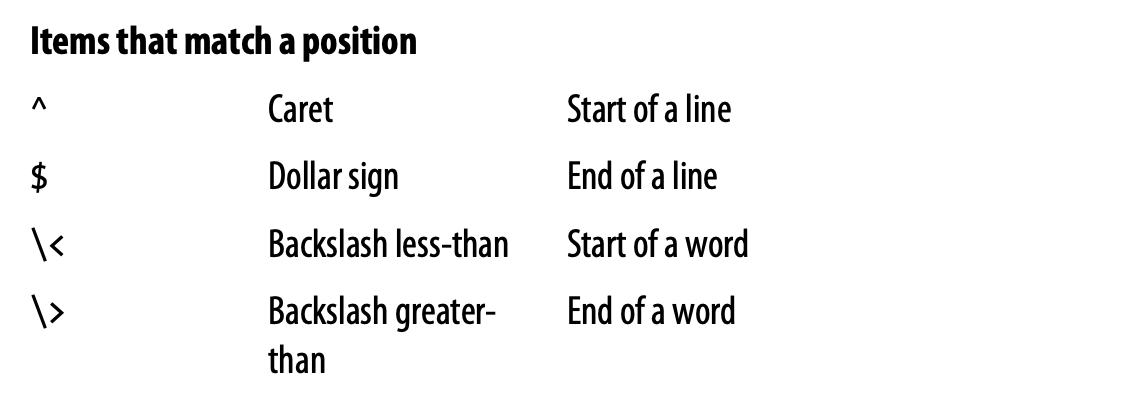 Items that match a position
^ Caret Start of a line
$ Dollar sign End of a line
\< Backslash less-than Start of a word
\> Backslash greater- End of a word
than